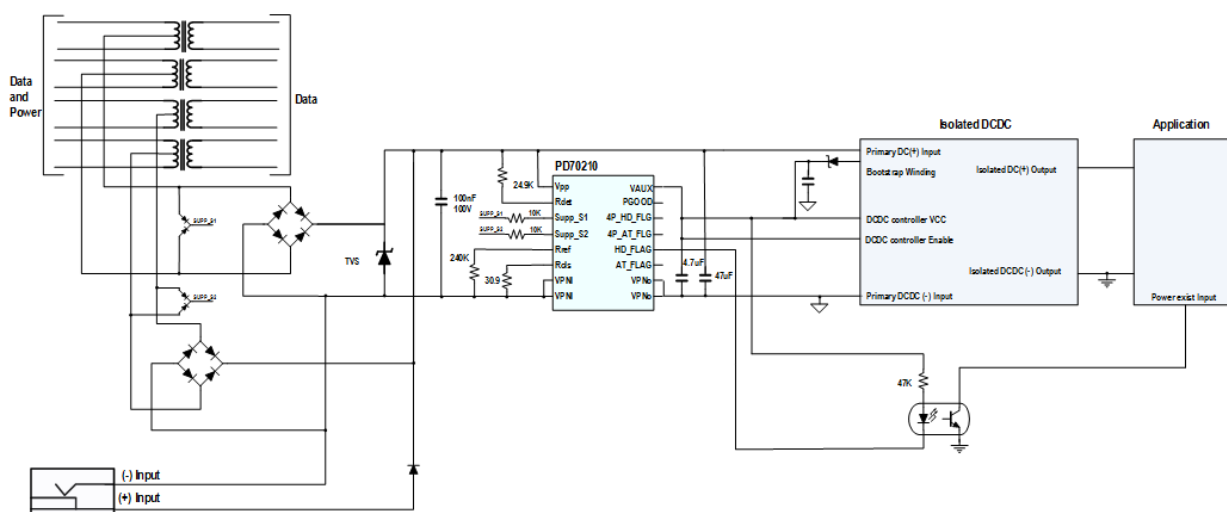 Data
and
Power
Data
SUPP_S1
SUPP_S2
TVS
100nF
100V
24.9K
SUPP_S1
10K
SUPP_S2
10K
240K
30.9
PD70210
Vpp
Rdet
Supp_S1
Supp_S2
Rref
Rcls
VPNI
VPNI
VAUX
PGOOD
4P_HD_FLG
4P_AT_FLG
HD_FLAG
AT_FLAG
VPNo
VPNo
4.7uF
47uF
Isolated DCDC
Primary DC(+) Input
Bootstrap Winding
Isolated DC(+) Output
DCDC controller VCC
DCDC controller Enable
Isolated DCDC(-) Output
Primary DCDC (-) Input
Application
Power exist Input
47K
(-) Input
(+) Input